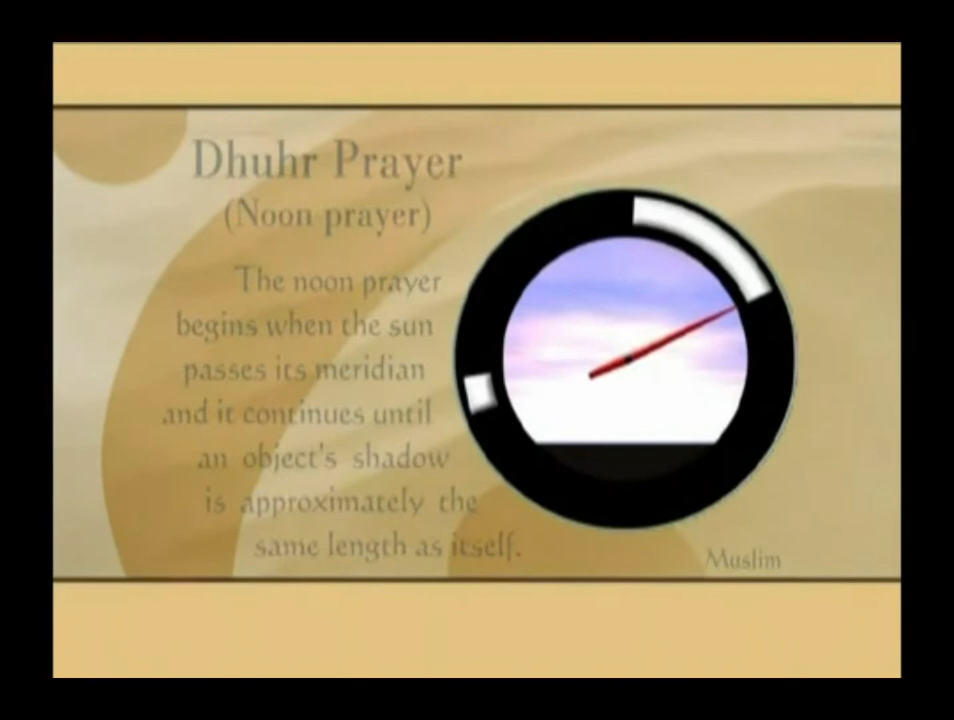 Dhuhr Prayer
(Noon prayer)
The noon prayer
begins when the sun
passes its meridian
and it continues until
an object's shadow
is approximately the
same length as itself.
Muslim